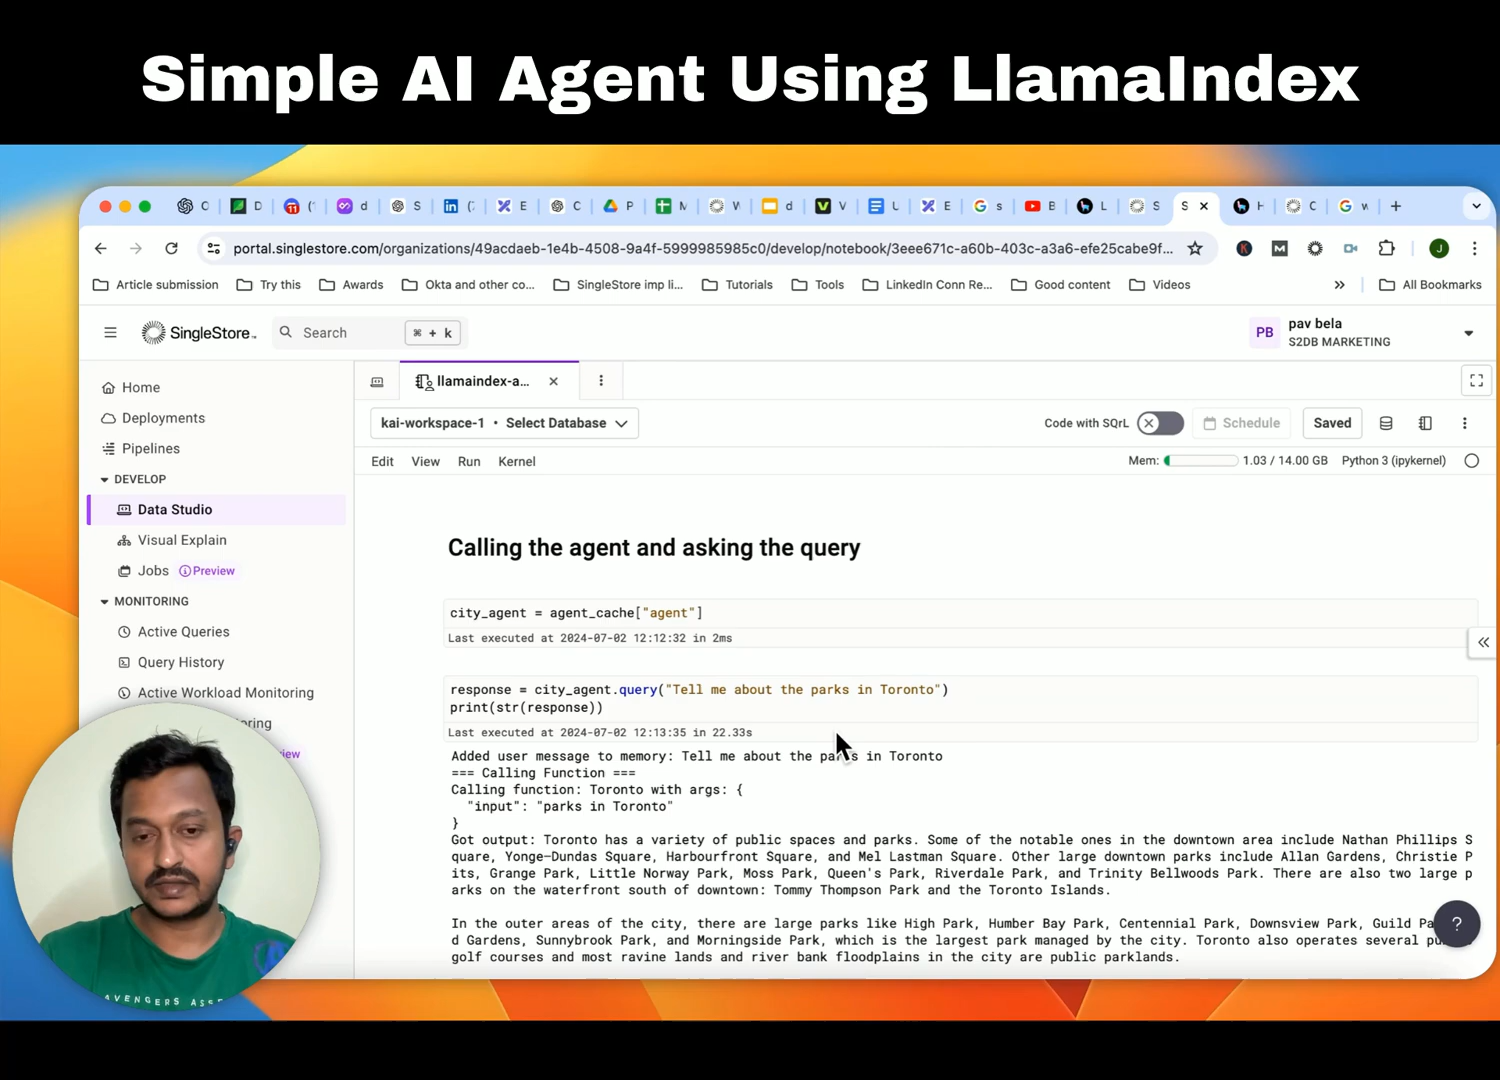 Simple AI Agent Using LlamaIndex
C D 11 (' d S in (; E C P M W d V V U E G s B L S S H C G w
portal.singlestore.com/organizations/49acdaeb-1e4b-4508-9a4f-5999985985c0/develop/notebook/3eee671c-a60b-403c-a3a6-efe25cabe9f... K M J
Article submission Try this Awards Okta and other co... SingleStore imp li... Tutorials Tools LinkedIn Conn Re... Good content Videos » All Bookmarks
SingleStore Search ⌘ + k PB pav bela
S2DB MARKETING
Home
Deployments
Pipelines
DEVELOP
Data Studio
Visual Explain
Jobs Preview
MONITORING
Active Queries
Query History
Active Workload Monitoring
oring
iew
llamaindex-a...
kai-workspace-1 • Select Database Code with SQrL Schedule Saved
Edit View Run Kernel Mem: 1.03 / 14.00 GB Python 3 (ipykernel)
Calling the agent and asking the query
city_agent = agent_cache["agent"]
Last executed at 2024-07-02 12:12:32 in 2ms
response = city_agent.query("Tell me about the parks in Toronto")
print(str(response))
Last executed at 2024-07-02 12:13:35 in 22.33s
Added user message to memory: Tell me about the parks in Toronto
=== Calling Function ===
Calling function: Toronto with args: {
"input": "parks in Toronto"
}
Got output: Toronto has a variety of public spaces and parks. Some of the notable ones in the downtown area include Nathan Phillips S
quare, Yonge-Dundas Square, Harbourfront Square, and Mel Lastman Square. Other large downtown parks include Allan Gardens, Christie P
its, Grange Park, Little Norway Park, Moss Park, Queen's Park, Riverdale Park, and Trinity Bellwoods Park. There are also two large p
arks on the waterfront south of downtown: Tommy Thompson Park and the Toronto Islands.
In the outer areas of the city, there are large parks like High Park, Humber Bay Park, Centennial Park, Downsview Park, Guild Pa
d Gardens, Sunnybrook Park, and Morningside Park, which is the largest park managed by the city. Toronto also operates several pu
golf courses and most ravine lands and river bank floodplains in the city are public parklands.
?
AVENGERS ASSE